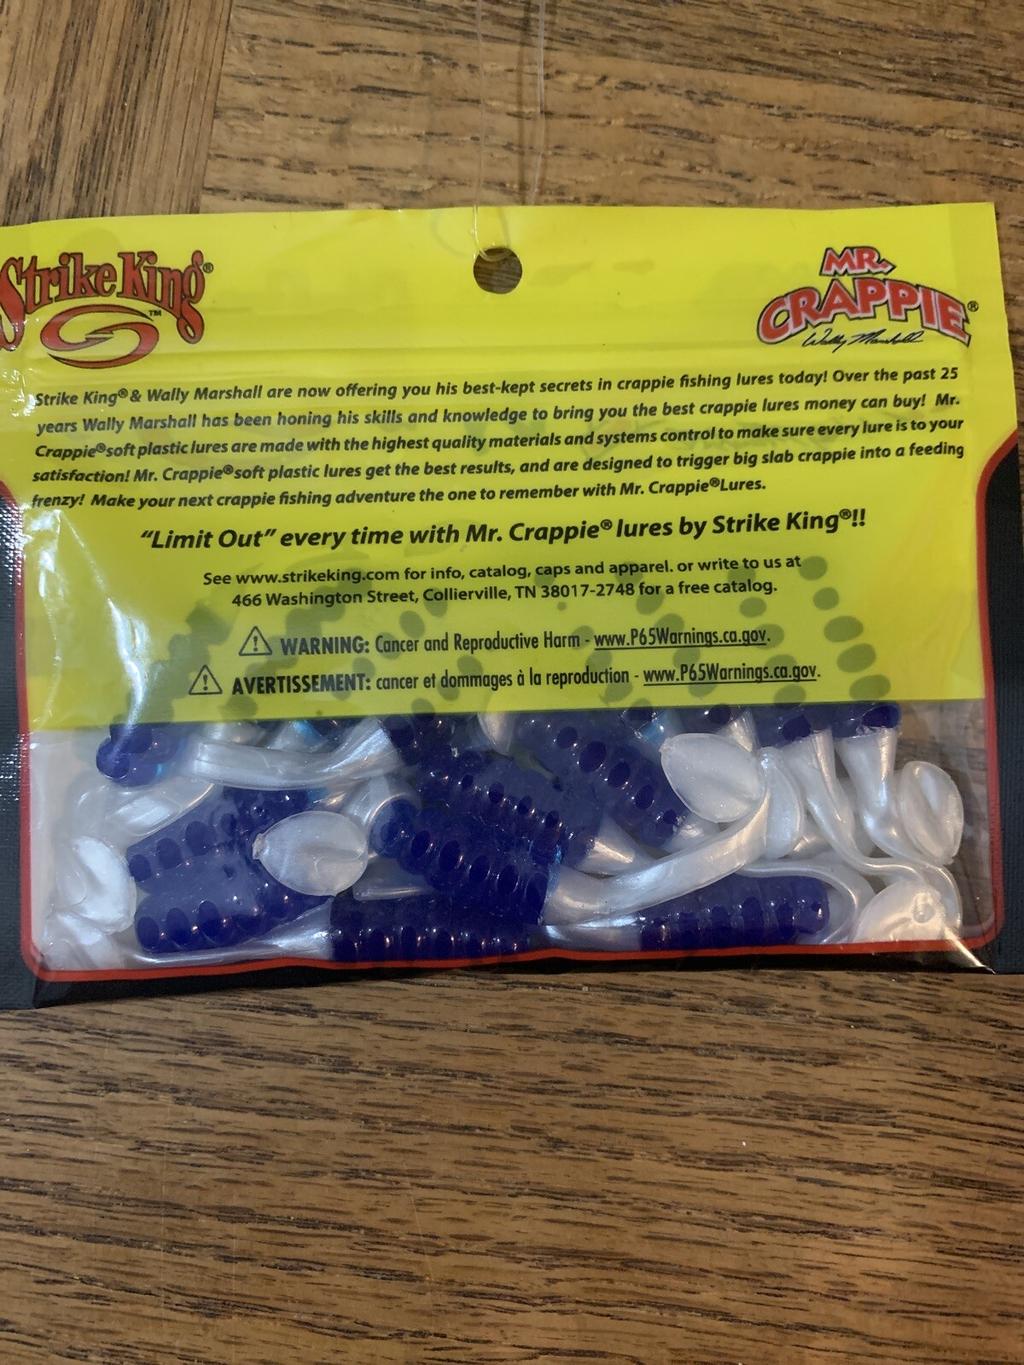 Strike King®
™
MR. CRAPPIE®
Wally Marshall
Strike King® & Wally Marshall are now offering you his best-kept secrets in crappie fishing lures today! Over the past 25
years Wally Marshall has been honing his skills and knowledge to bring you the best crappie lures money can buy! Mr.
Crappie® soft plastic lures are made with the highest quality materials and systems control to make sure every lure is to your
satisfaction! Mr. Crappie® soft plastic lures get the best results, and are designed to trigger big slab crappie into a feeding
frenzy! Make your next crappie fishing adventure the one to remember with Mr. Crappie® Lures.
“Limit Out” every time with Mr. Crappie® lures by Strike King®!!
See www.strikeking.com for info, catalog, caps and apparel. or write to us at
466 Washington Street, Collierville, TN 38017-2748 for a free catalog.
WARNING: Cancer and Reproductive Harm - www.P65Warnings.ca.gov.
AVERTISSEMENT: cancer et dommages à la reproduction - www.P65Warnings.ca.gov.